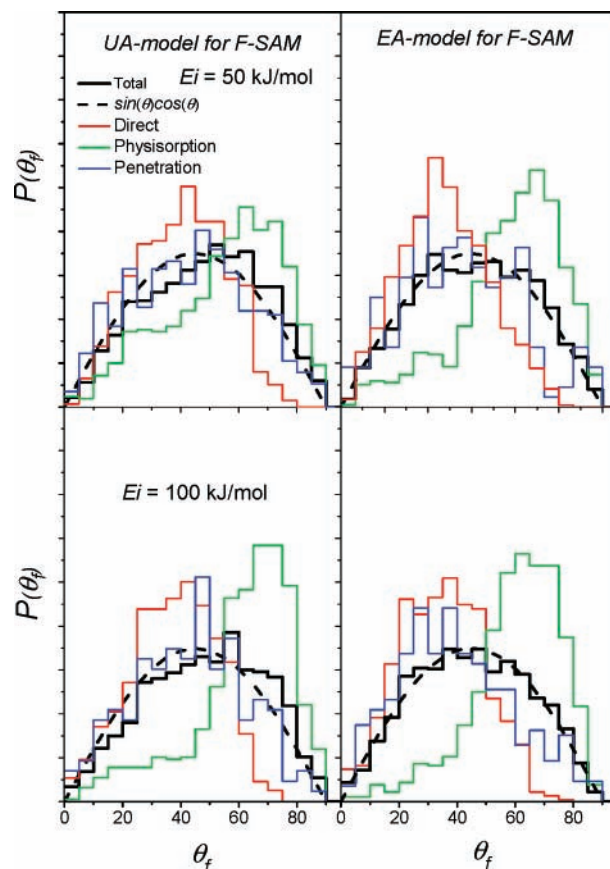 UA-model for F-SAM
EA-model for F-SAM
Ei = 50 kJ/mol
Total
sin(θ)cos(θ)
Direct
Physisorption
Penetration
P(θf)
Ei = 100 kJ/mol
P(θf)
0 20 40 60 80
0 20 40 60 80
θf
θf